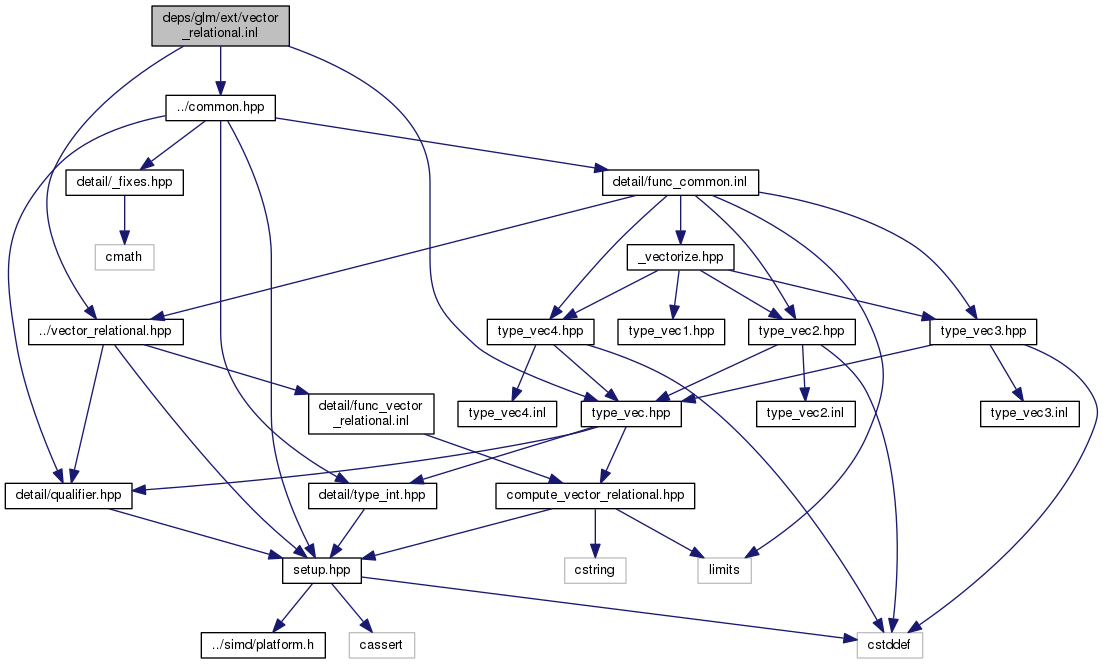 deps/glm/ext/vector
_relational.inl
../common.hpp
detail/_fixes.hpp
detail/func_common.inl
cmath
_vectorize.hpp
../vector_relational.hpp
type_vec4.hpp
type_vec1.hpp
type_vec2.hpp
type_vec3.hpp
detail/func_vector
_relational.inl
type_vec4.inl
type_vec.hpp
type_vec2.inl
type_vec3.inl
detail/qualifier.hpp
detail/type_int.hpp
compute_vector_relational.hpp
setup.hpp
cstring
limits
../simd/platform.h
cassert
cstddef